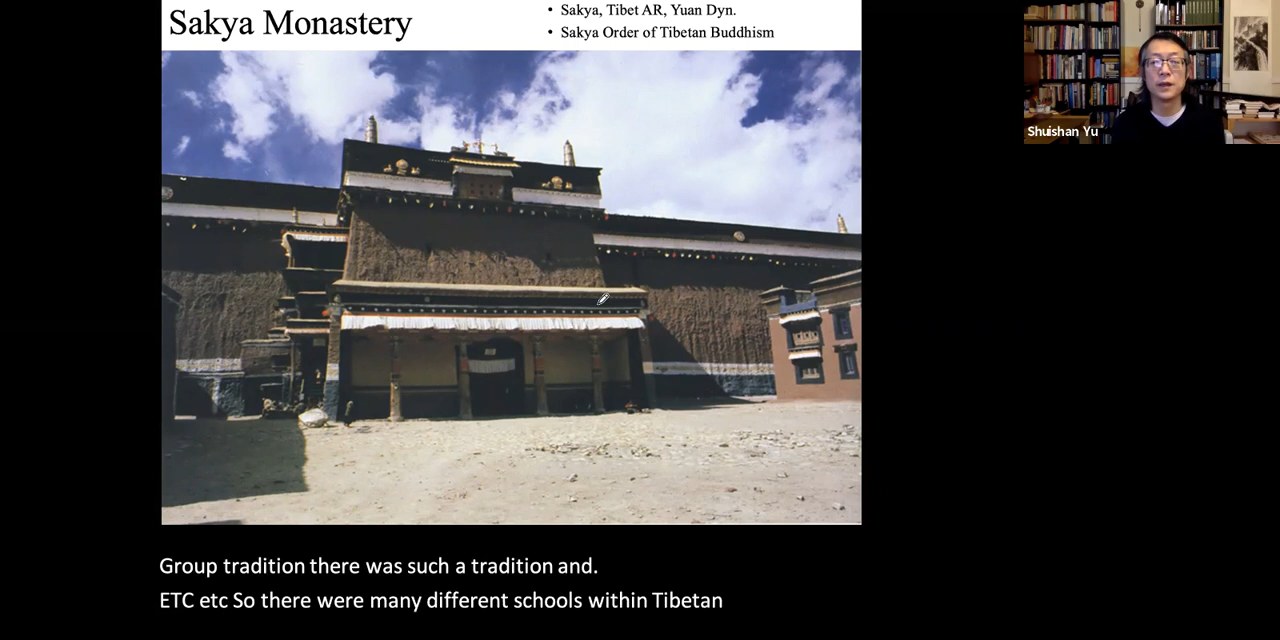 Sakya Monastery
• Sakya, Tibet AR, Yuan Dyn.
• Sakya Order of Tibetan Buddhism
Shuishan Yu
Group tradition there was such a tradition and.
ETC etc So there were many different schools within Tibetan